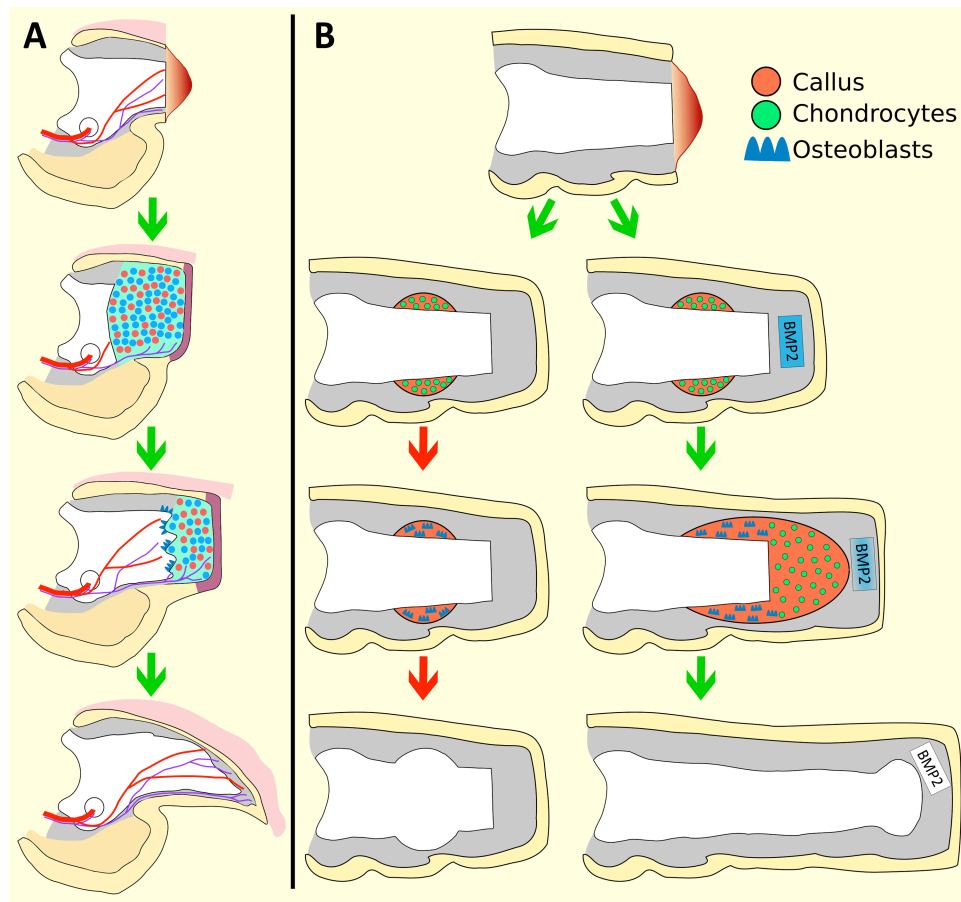 A
B
Callus
Chondrocytes
Osteoblasts
BMP2
BMP2
BMP2